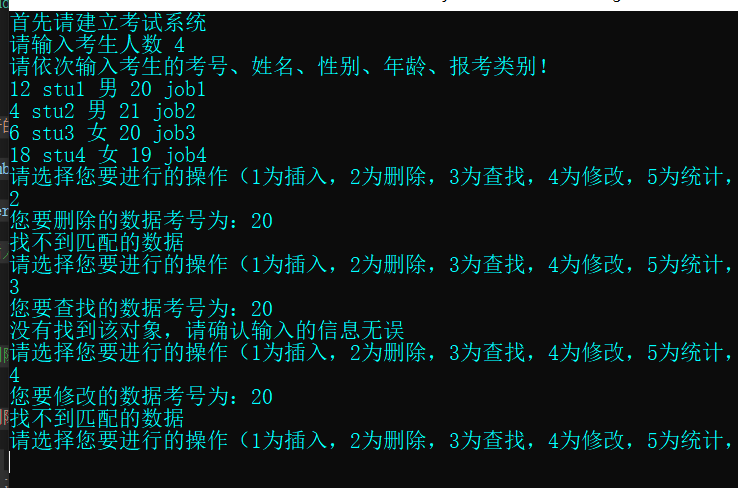 首先请建立考试系统
请输入考生人数 4
请依次输入考生的考号、姓名、性别、年龄、报考类别！
12 stu1 男 20 job1
4 stu2 男 21 job2
6 stu3 女 20 job3
18 stu4 女 19 job4
请选择您要进行的操作（1为插入，2为删除，3为查找，4为修改，5为统计，
2
您要删除的数据考号为：20
找不到匹配的数据
请选择您要进行的操作（1为插入，2为删除，3为查找，4为修改，5为统计，
3
您要查找的数据考号为：20
没有找到该对象，请确认输入的信息无误
请选择您要进行的操作（1为插入，2为删除，3为查找，4为修改，5为统计，
4
您要修改的数据考号为：20
找不到匹配的数据
请选择您要进行的操作（1为插入，2为删除，3为查找，4为修改，5为统计，